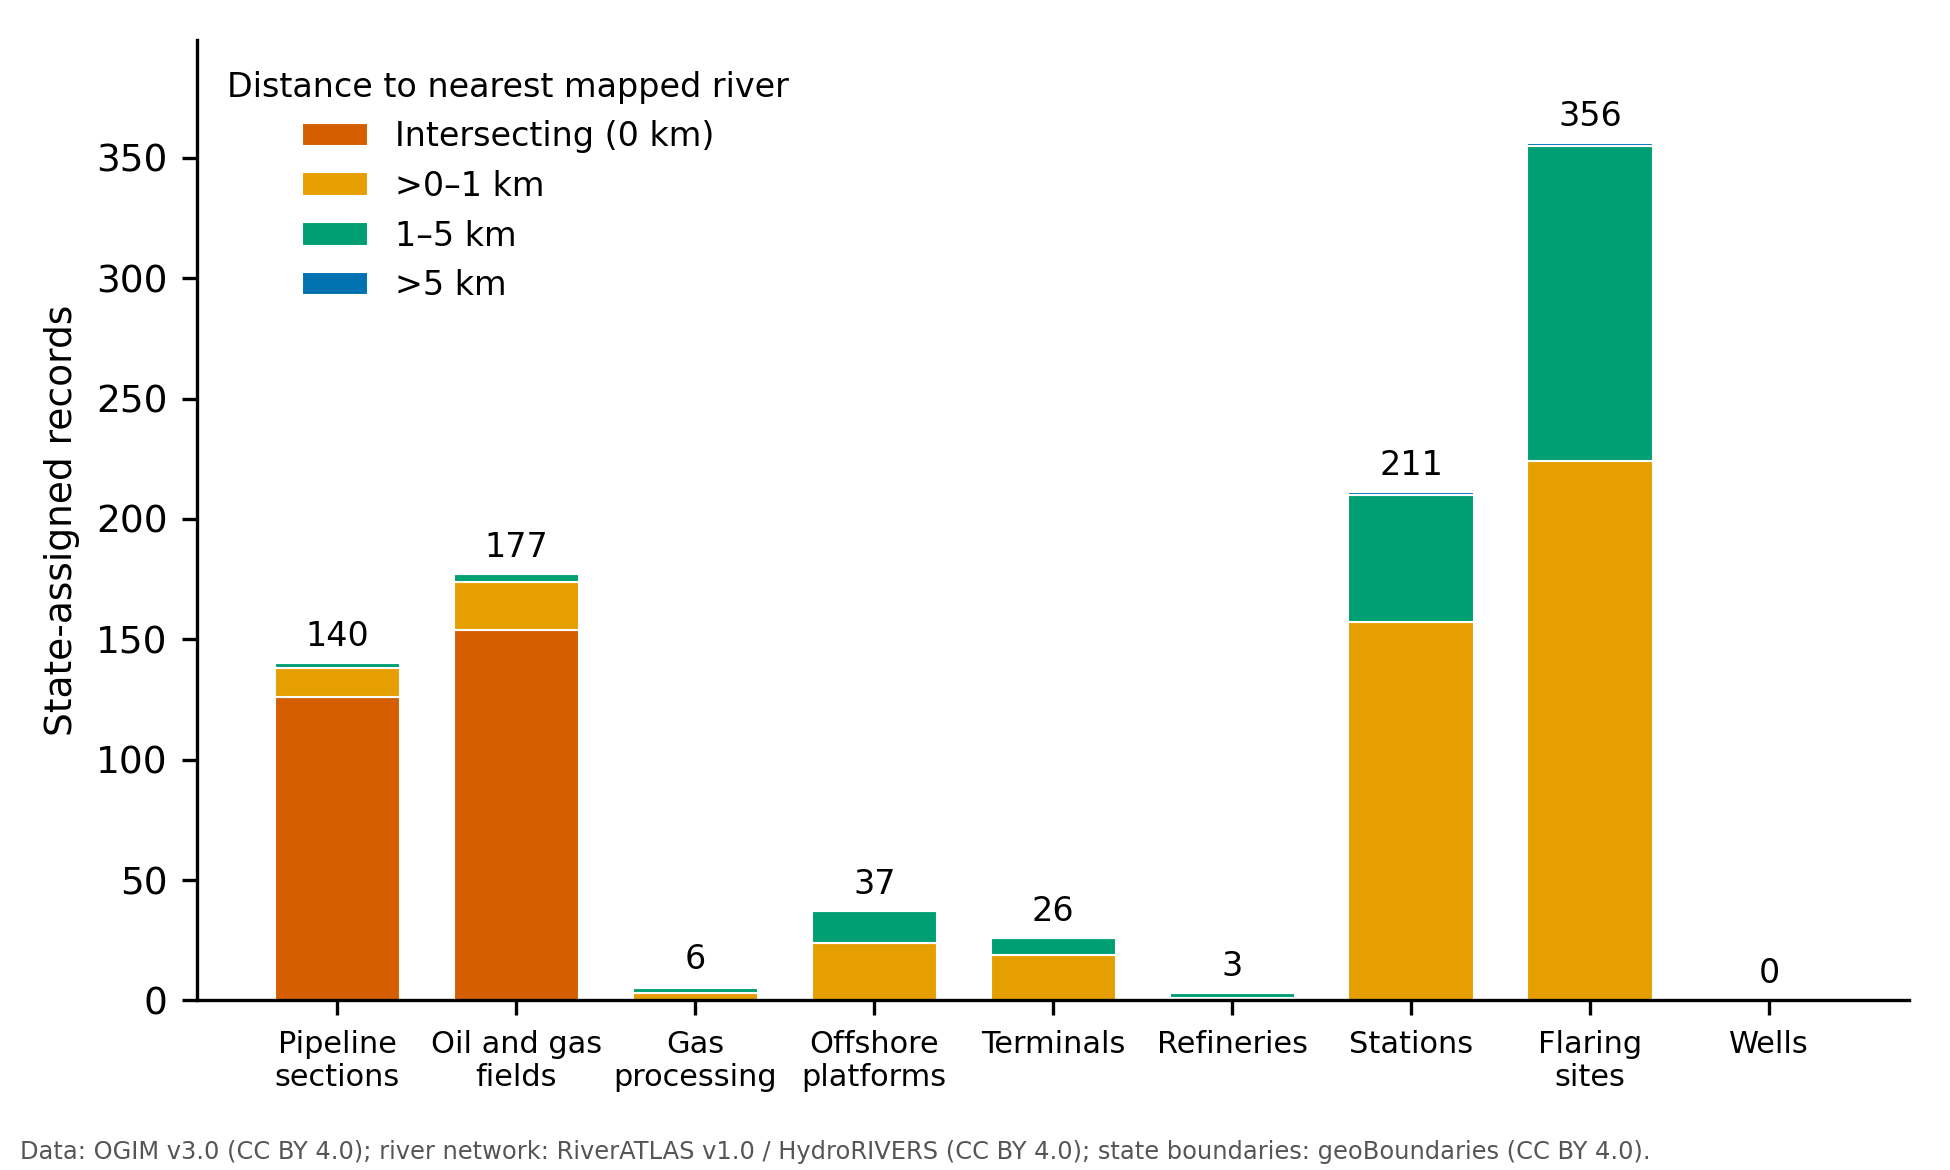 Distance to nearest mapped river
Intersecting (0 km)
>0–1 km
1–5 km
>5 km
State-assigned records
350
300
250
200
150
100
50
0
140
177
6
37
26
3
211
356
0
Pipeline
sections
Oil and gas
fields
Gas
processing
Offshore
platforms
Terminals
Refineries
Stations
Flaring
sites
Wells
Data: OGIM v3.0 (CC BY 4.0); river network: RiverATLAS v1.0 / HydroRIVERS (CC BY 4.0); state boundaries: geoBoundaries (CC BY 4.0).